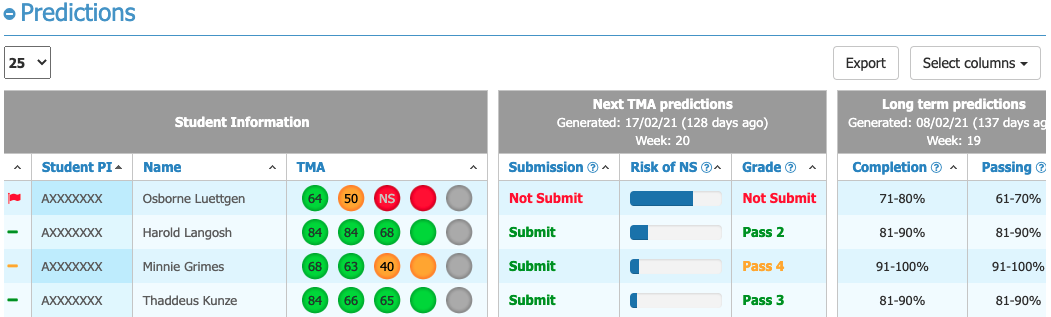 Predictions
25 Export Select columns
Student Information
Next TMA predictions
Generated: 17/02/21 (128 days ago)
Week: 20
Long term predictions
Generated: 08/02/21 (137 days ag
Week: 19
Student PI Name TMA Submission ? Risk of NS ? Grade ? Completion ? Passing ?
AXXXXXXX Osborne Luettgen 64 50 NS Not Submit Not Submit 71-80% 61-70%
AXXXXXXX Harold Langosh 84 84 68 Submit Pass 2 81-90% 81-90%
AXXXXXXX Minnie Grimes 68 63 40 Submit Pass 4 91-100% 91-100%
AXXXXXXX Thaddeus Kunze 84 66 65 Submit Pass 3 81-90% 81-90%